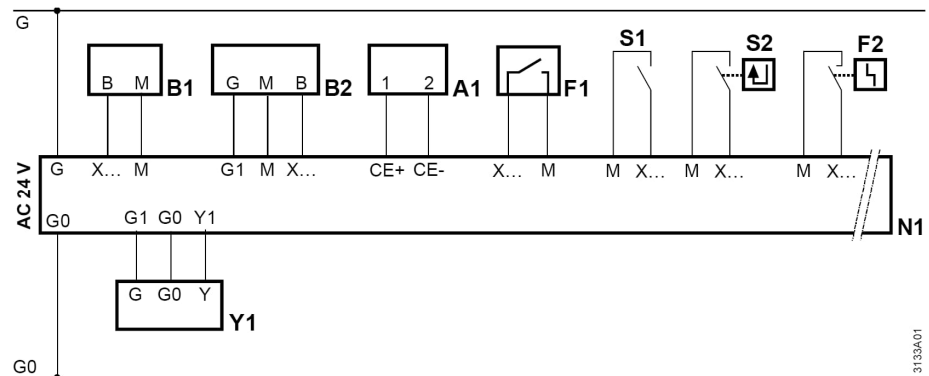 G
B M B1
G M B B2
1 2 A1
F1
S1
S2
F2
AC 24 V
G X... M G1 M X... CE+ CE- X... M M X... M X... M X...
G0 G1 G0 Y1
N1
G G0 Y
Y1
G0
3133A01